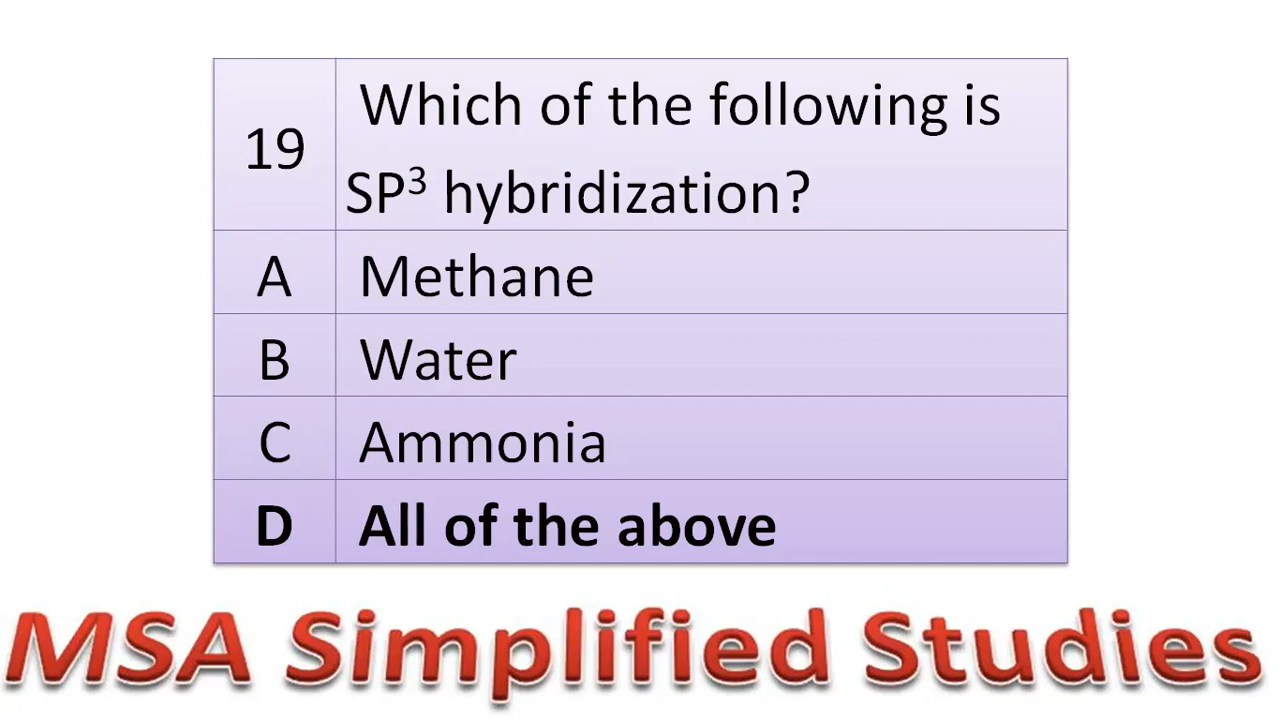 19
Which of the following is
SP³ hybridization?
A Methane
B Water
C Ammonia
D All of the above
MSA Simplified Studies